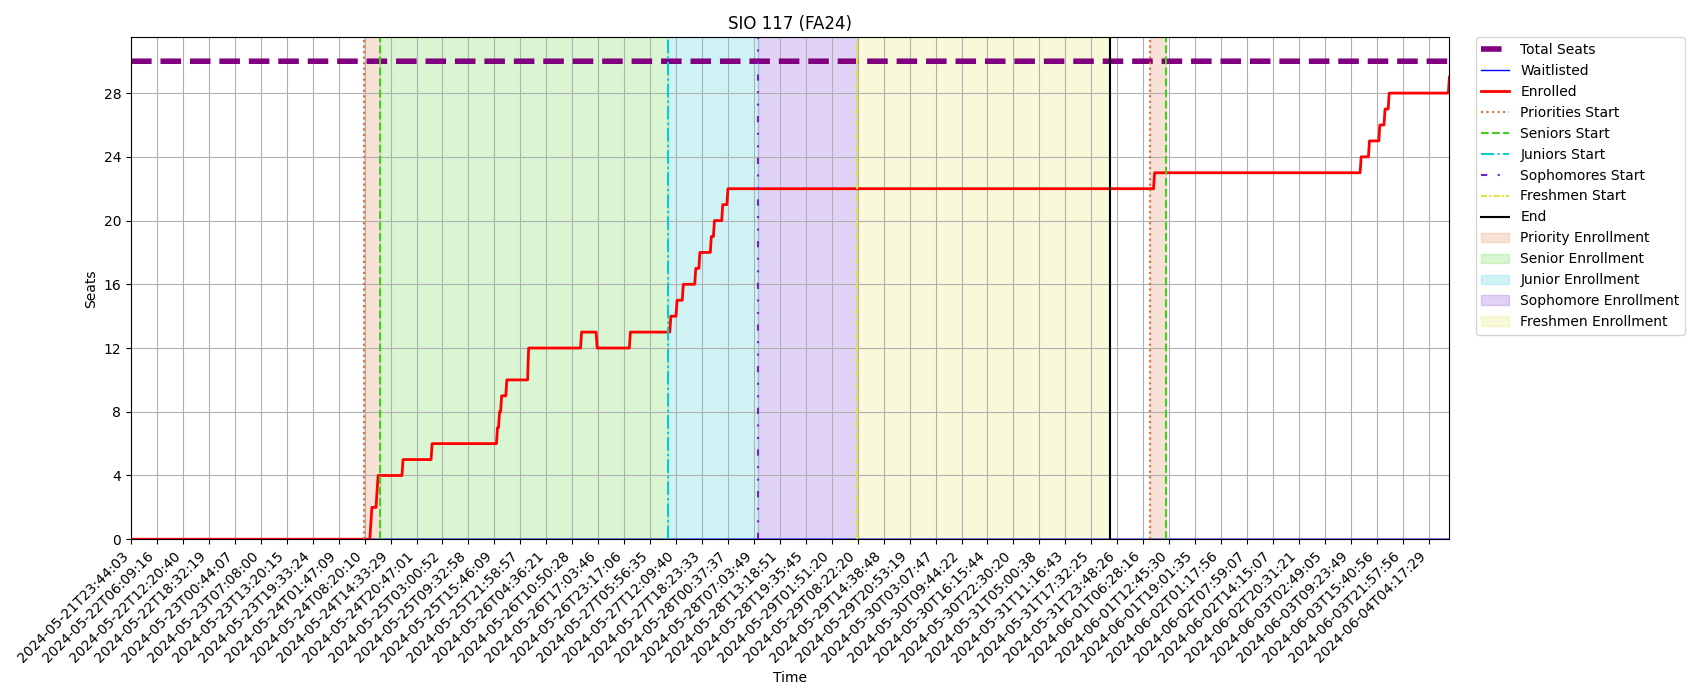 SIO 117 (FA24)
Total Seats
Waitlisted
Enrolled
Priorities Start
Seniors Start
Juniors Start
Sophomores Start
Freshmen Start
End
Priority Enrollment
Senior Enrollment
Junior Enrollment
Sophomore Enrollment
Freshmen Enrollment
Seats
28
24
20
16
12
8
4
0
2024-05-21T23:44:03
2024-05-22T06:09:16
2024-05-22T12:20:40
2024-05-22T18:32:19
2024-05-23T00:44:07
2024-05-23T07:08:00
2024-05-23T13:20:15
2024-05-23T19:33:24
2024-05-24T01:47:09
2024-05-24T08:20:10
2024-05-24T14:33:29
2024-05-24T20:47:01
2024-05-25T03:00:52
2024-05-25T09:32:58
2024-05-25T15:46:09
2024-05-25T21:58:57
2024-05-26T04:36:21
2024-05-26T10:50:28
2024-05-26T17:03:46
2024-05-26T23:17:06
2024-05-27T05:56:35
2024-05-27T12:09:40
2024-05-27T18:23:33
2024-05-28T00:37:37
2024-05-28T07:03:49
2024-05-28T13:18:51
2024-05-28T19:35:45
2024-05-29T01:51:20
2024-05-29T08:22:20
2024-05-29T14:38:48
2024-05-29T20:53:19
2024-05-30T03:07:47
2024-05-30T09:44:22
2024-05-30T16:15:44
2024-05-30T22:30:20
2024-05-31T05:00:38
2024-05-31T11:16:43
2024-05-31T17:32:25
2024-05-31T23:48:26
2024-06-01T06:28:16
2024-06-01T12:45:30
2024-06-01T19:01:35
2024-06-02T01:17:56
2024-06-02T07:59:07
2024-06-02T14:15:07
2024-06-02T20:31:21
2024-06-03T02:49:05
2024-06-03T09:23:49
2024-06-03T15:40:56
2024-06-03T21:57:56
2024-06-04T04:17:29
Time